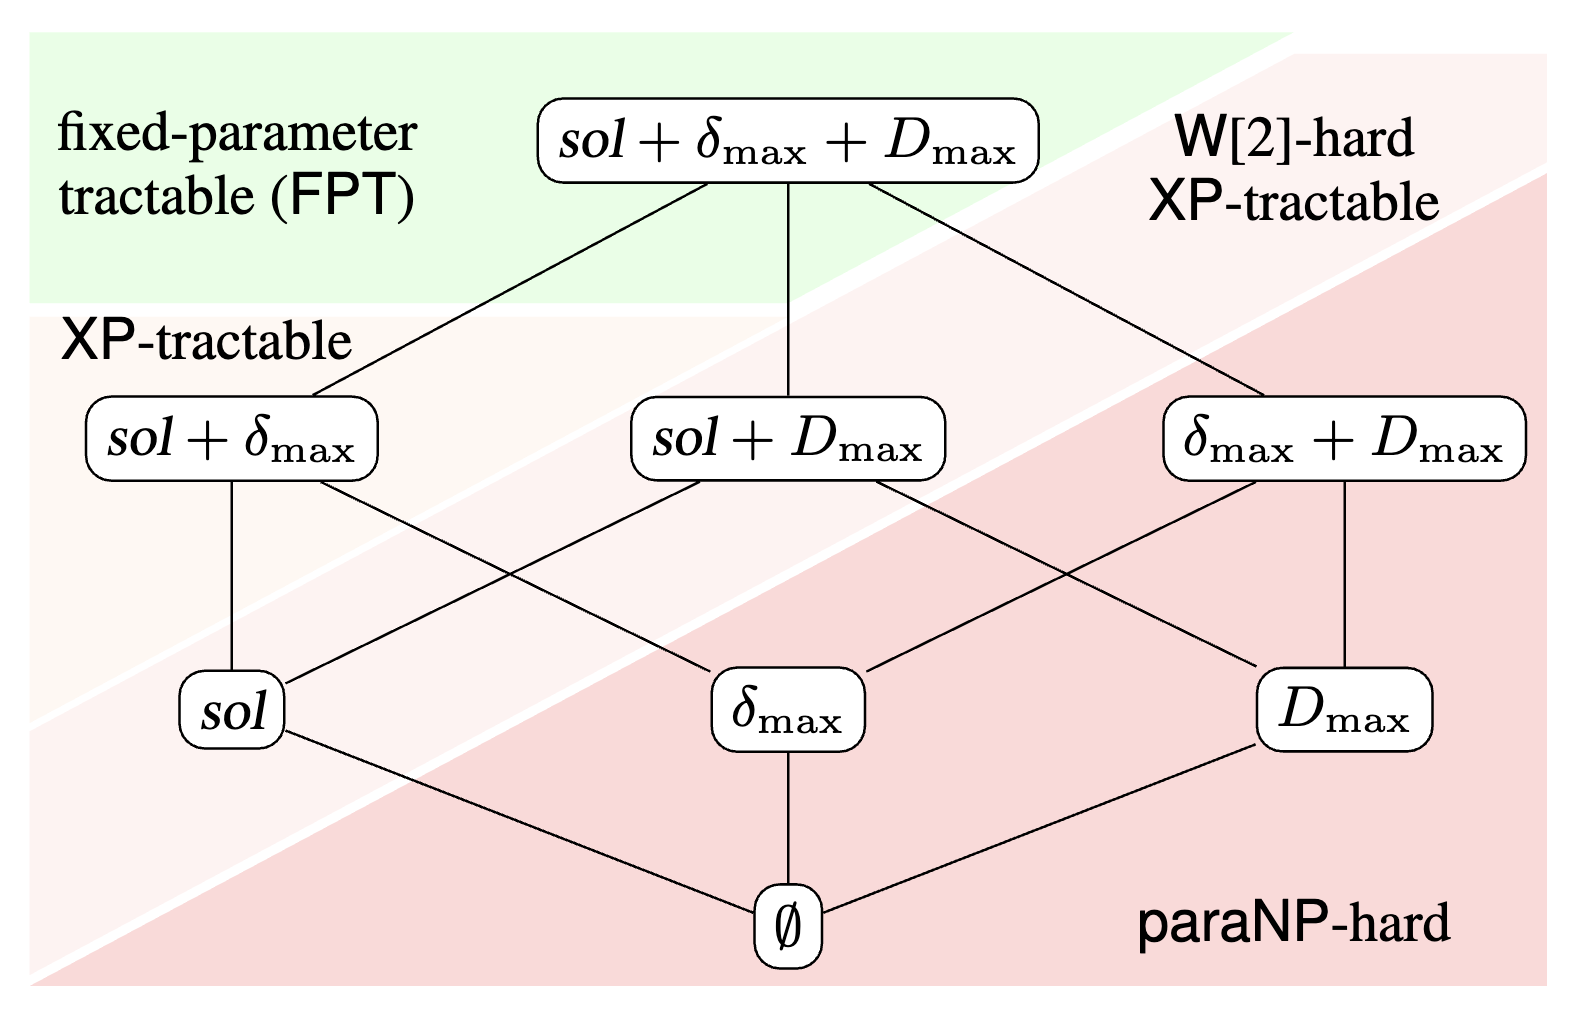 fixed-parameter
tractable (FPT)
sol + δmax + Dmax
W[2]-hard
XP-tractable
XP-tractable
sol + δmax
sol + Dmax
δmax + Dmax
sol
δmax
Dmax
∅
paraNP-hard